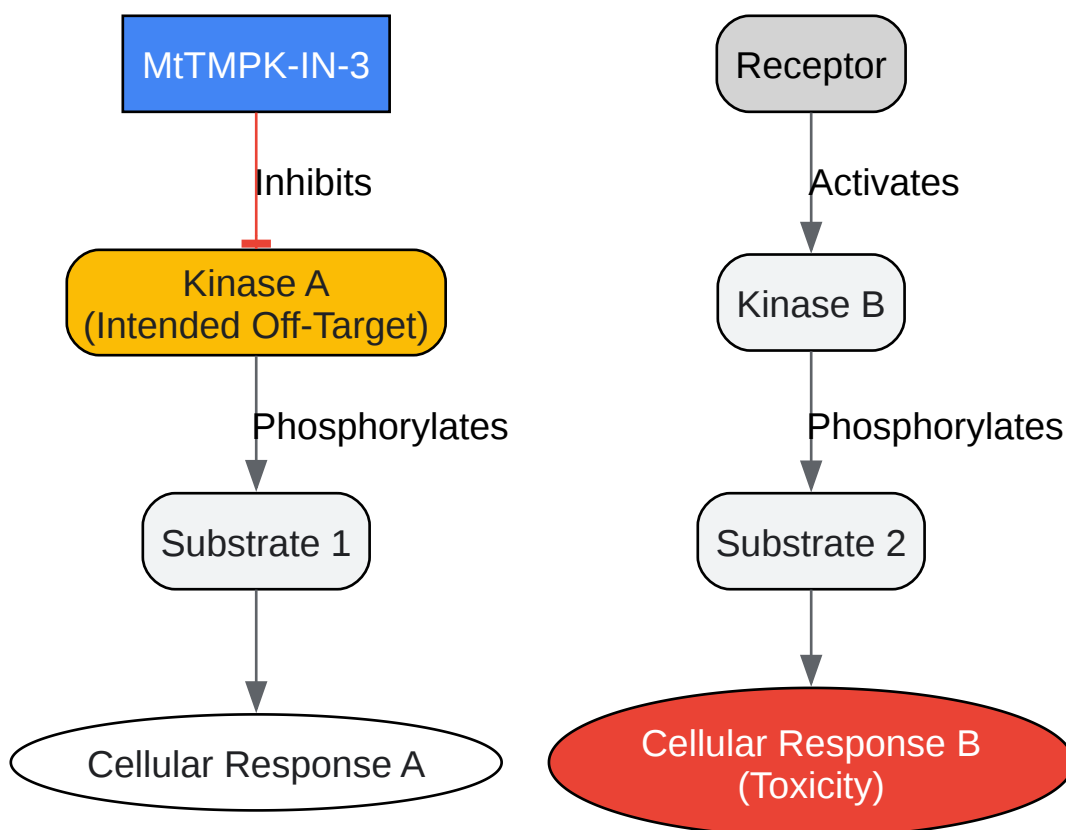 MtTMPK-IN-3
Inhibits
Kinase A
(Intended Off-Target)
Phosphorylates
Substrate 1
Cellular Response A
Receptor
Activates
Kinase B
Phosphorylates
Substrate 2
Cellular Response B
(Toxicity)